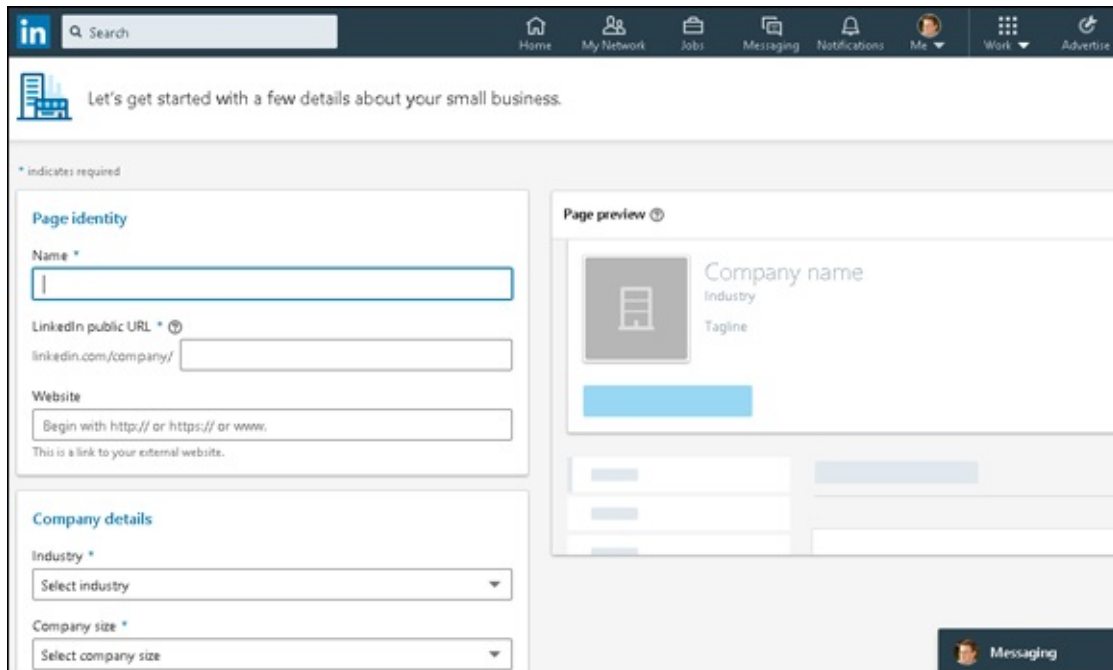 in
Search
Home
My Network
Jobs
Messaging
Notifications
Me
Work
Advertise
Let's get started with a few details about your small business.
* indicates required
Page identity
Name *
LinkedIn public URL * ?
linkedin.com/company/
Website
Begin with http:// or https:// or www.
This is a link to your external website.
Company details
Industry *
Select industry
Company size *
Select company size
Page preview ?
Company name
Industry
Tagline
Messaging